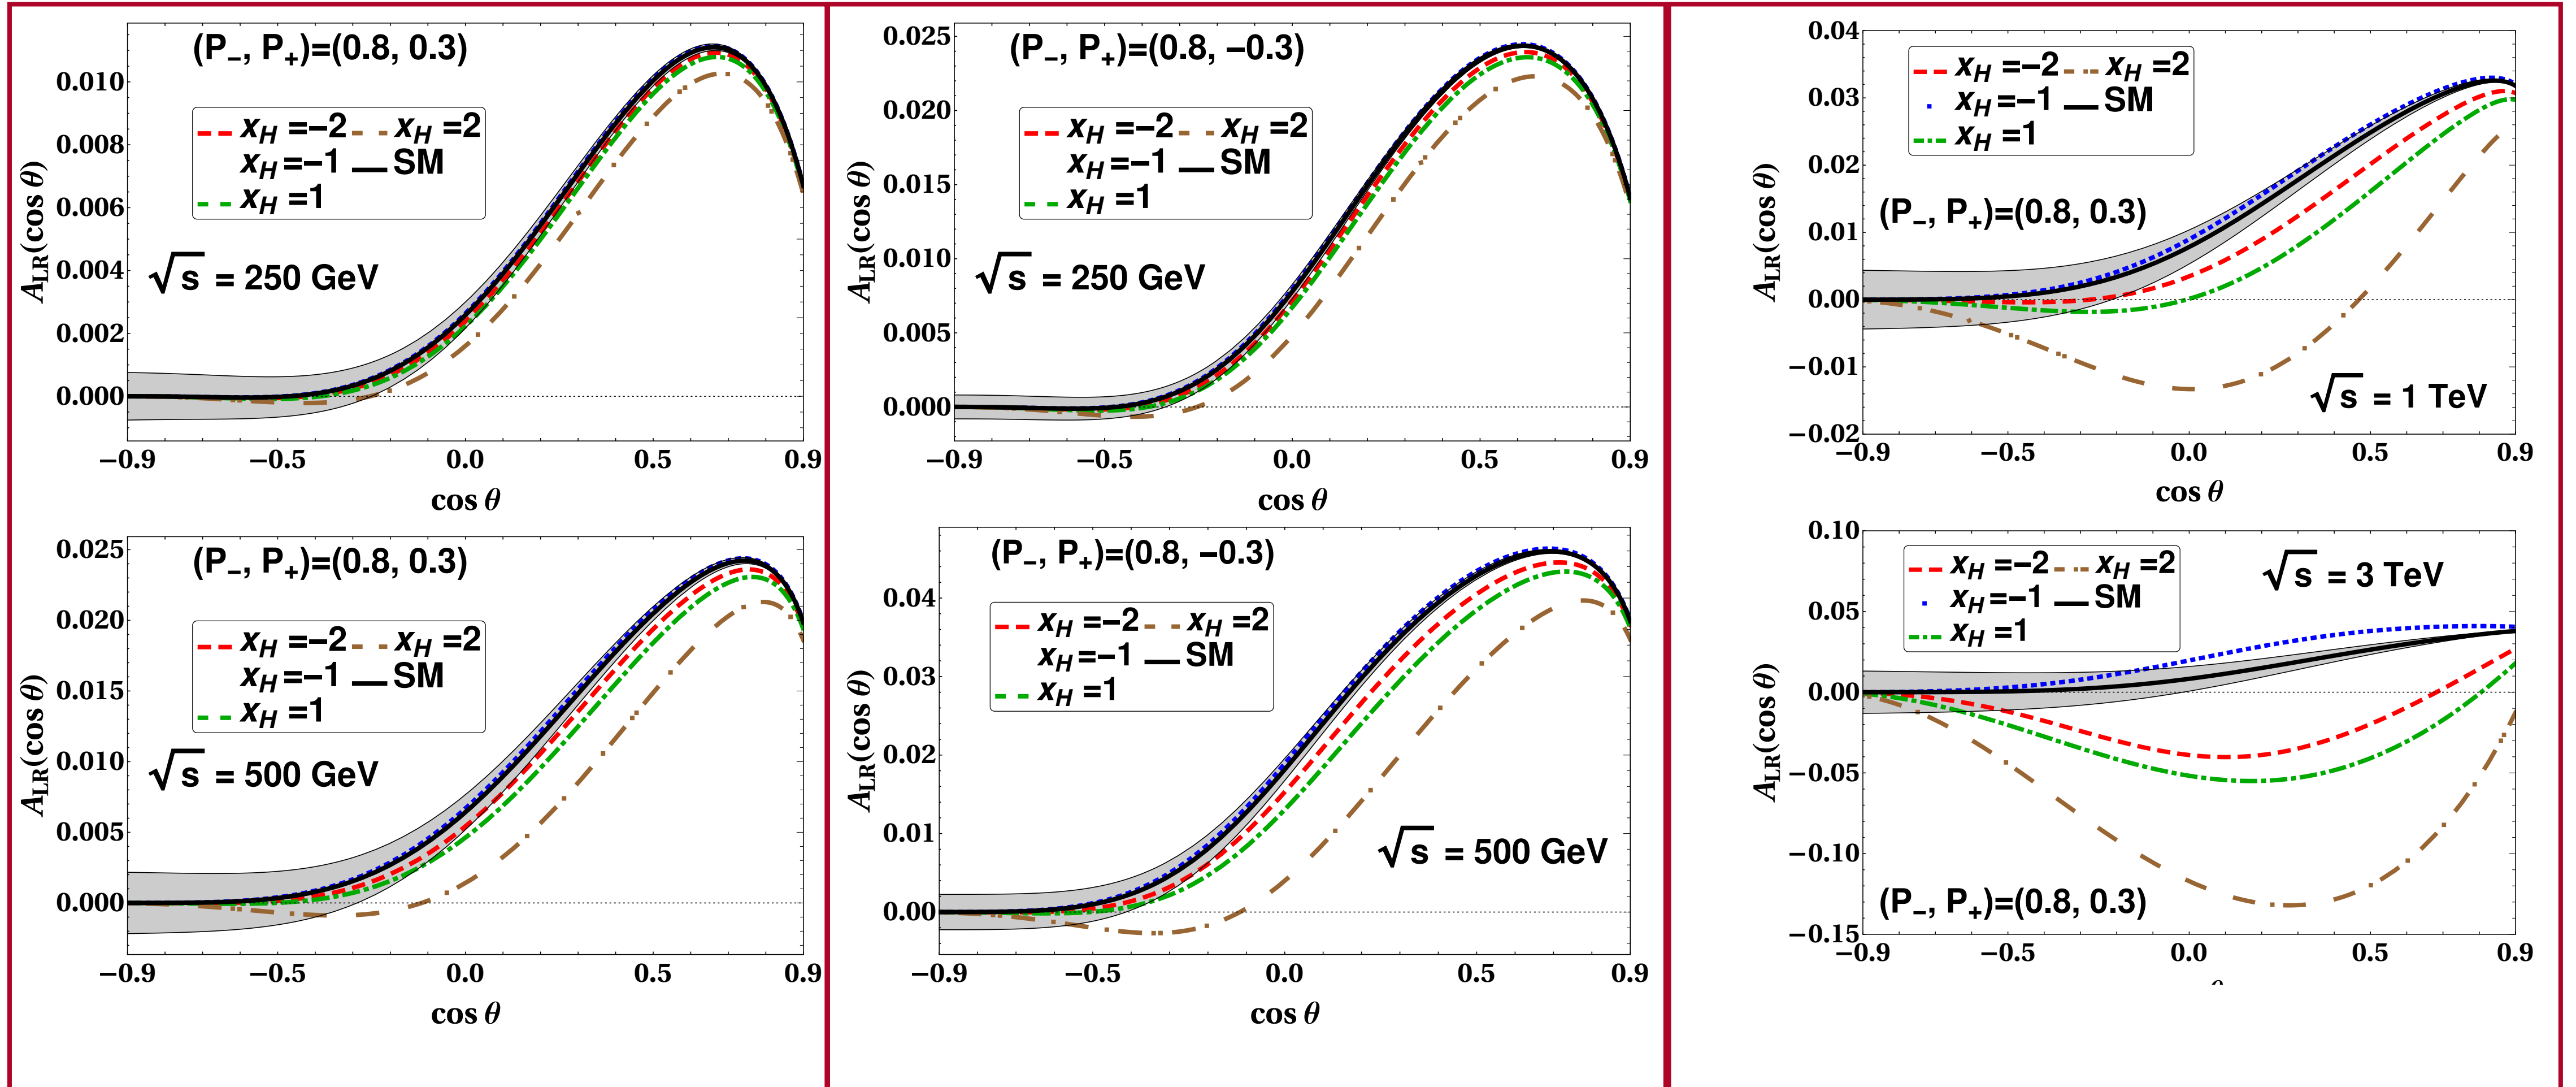 (P₋, P₊)=(0.8, 0.3)
x_H =−2 x_H =2
x_H =−1 SM
x_H =1
√s = 250 GeV
A_LR(cos θ)
0.010
0.008
0.006
0.004
0.002
0.000
−0.9 −0.5 0.0 0.5 0.9
cos θ
(P₋, P₊)=(0.8, −0.3)
x_H =−2 x_H =2
x_H =−1 SM
x_H =1
√s = 250 GeV
A_LR(cos θ)
0.025
0.020
0.015
0.010
0.005
0.000
−0.9 −0.5 0.0 0.5 0.9
cos θ
x_H =−2 x_H =2
x_H =−1 SM
x_H =1
(P₋, P₊)=(0.8, 0.3)
√s = 1 TeV
A_LR(cos θ)
0.04
0.03
0.02
0.01
0.00
−0.01
−0.02
−0.9 −0.5 0.0 0.5 0.9
cos θ
(P₋, P₊)=(0.8, 0.3)
x_H =−2 x_H =2
x_H =−1 SM
x_H =1
√s = 500 GeV
A_LR(cos θ)
0.025
0.020
0.015
0.010
0.005
0.000
−0.9 −0.5 0.0 0.5 0.9
cos θ
(P₋, P₊)=(0.8, −0.3)
x_H =−2 x_H =2
x_H =−1 SM
x_H =1
√s = 500 GeV
A_LR(cos θ)
0.04
0.03
0.02
0.01
0.00
−0.9 −0.5 0.0 0.5 0.9
cos θ
x_H =−2 x_H =2
x_H =−1 SM
x_H =1
√s = 3 TeV
(P₋, P₊)=(0.8, 0.3)
A_LR(cos θ)
0.10
0.05
0.00
−0.05
−0.10
−0.15
−0.9 −0.5 0.0 0.5 0.9